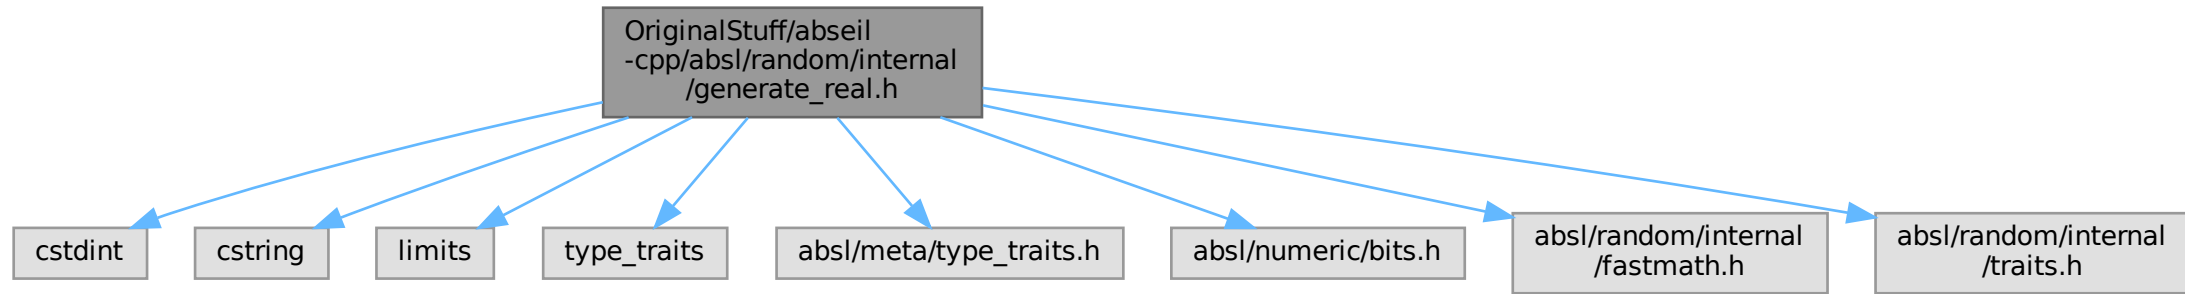 OriginalStuff/abseil
-cpp/absl/random/internal
/generate_real.h
cstdint
cstring
limits
type_traits
absl/meta/type_traits.h
absl/numeric/bits.h
absl/random/internal
/fastmath.h
absl/random/internal
/traits.h